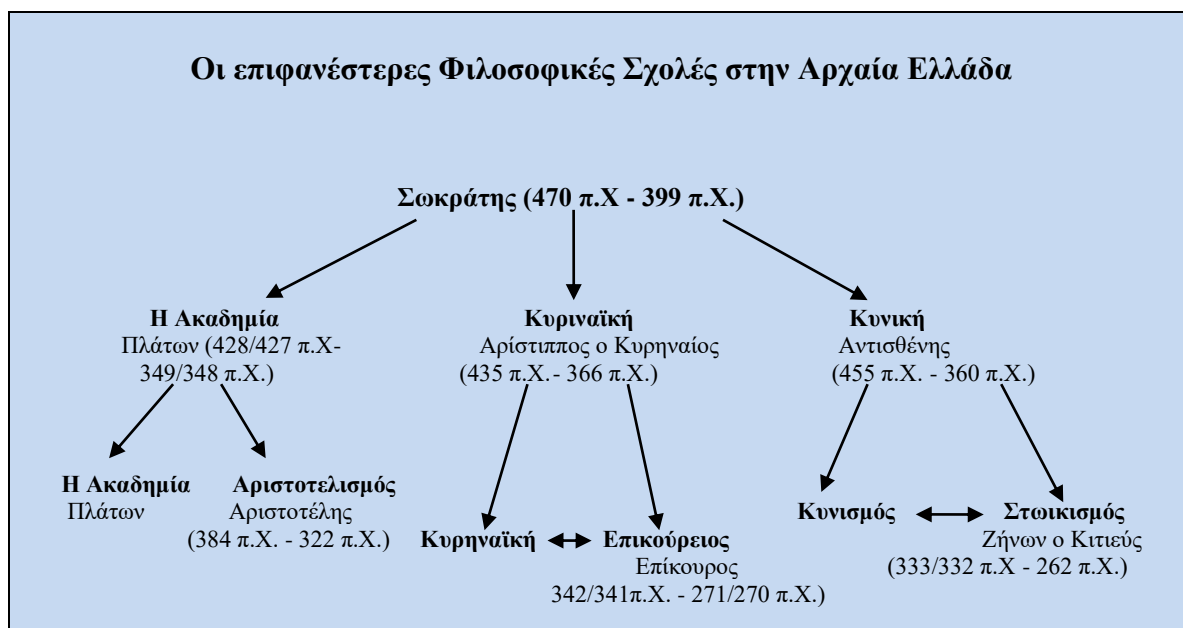 Οι επιφανέστερες Φιλοσοφικές Σχολές στην Αρχαία Ελλάδα
Σωκράτης (470 π.Χ - 399 π.Χ.)
Η Ακαδημία
Πλάτων (428/427 π.Χ-
349/348 π.Χ.)
Κυριναϊκή
Αρίστιππος ο Κυρηναίος
(435 π.Χ. - 366 π.Χ.)
Κυνική
Αντισθένης
(455 π.Χ. - 360 π.Χ.)
Η Ακαδημία
Πλάτων
Αριστοτελισμός
Αριστοτέλης
(384 π.Χ. - 322 π.Χ.)
Κυρηναϊκή
Επικούρειος
Επίκουρος
342/341π.Χ. - 271/270 π.Χ.)
Κυνισμός
Στωικισμός
Ζήνων ο Κιτιεύς
(333/332 π.Χ - 262 π.Χ.)